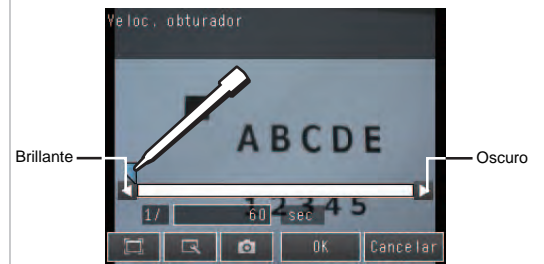 Veloc. obturador
ABCDE
Brillante
Oscuro
12345
1/ 60 sec
OK Cancelar